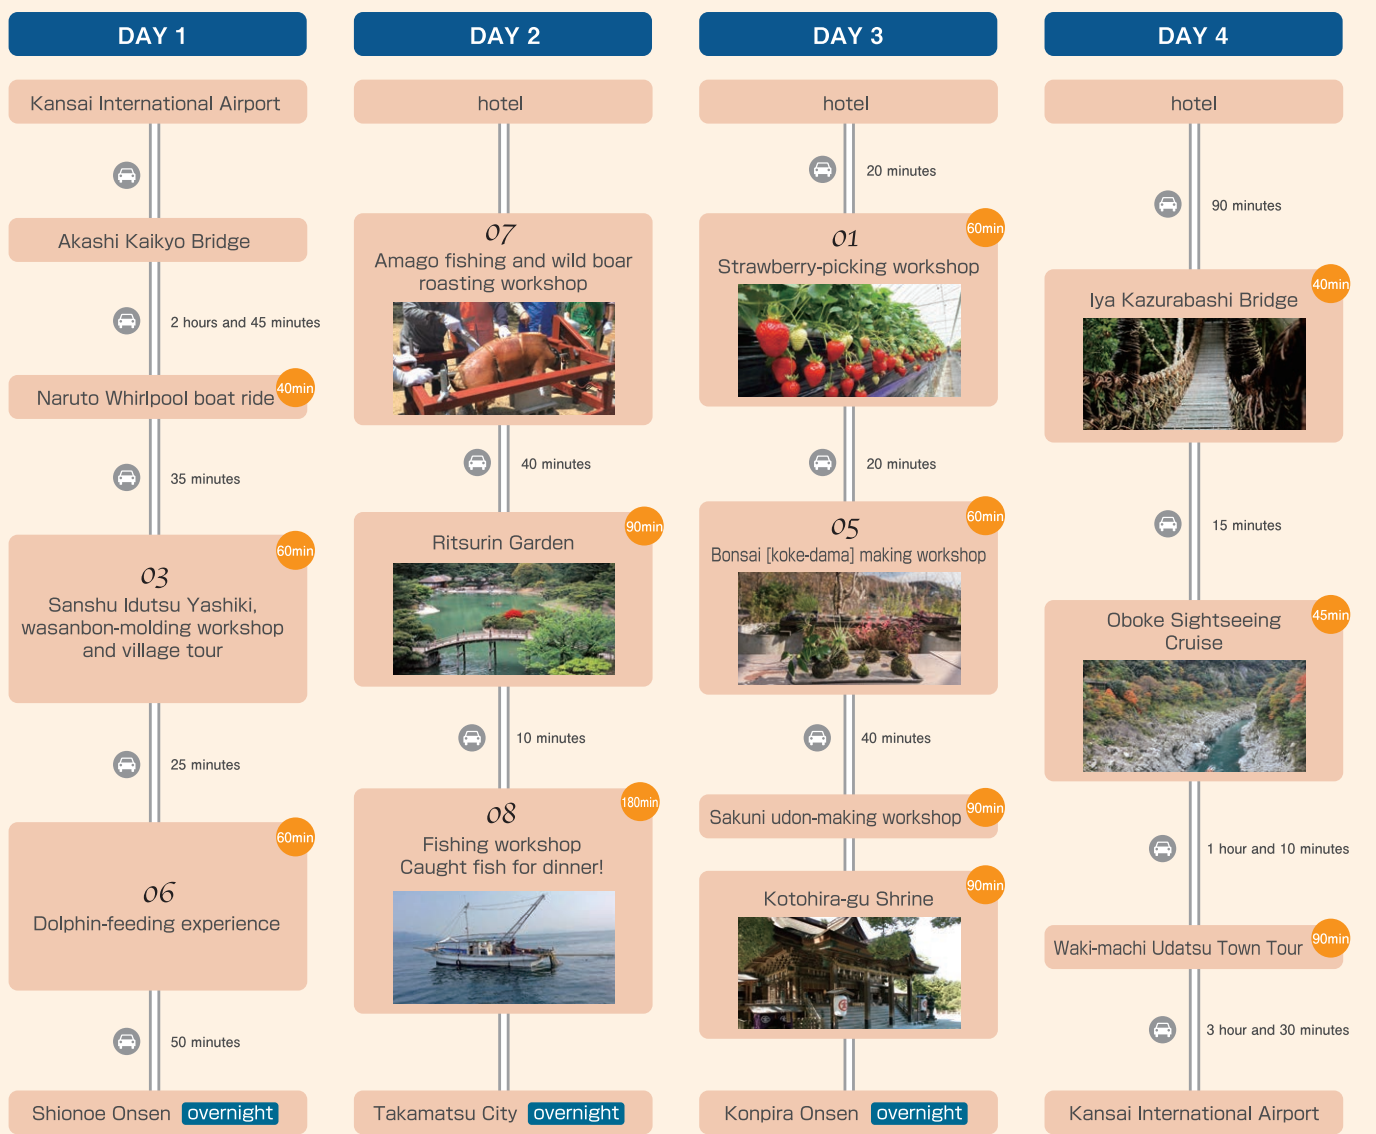 DAY 1
Kansai International Airport
Akashi Kaikyo Bridge
2 hours and 45 minutes
Naruto Whirlpool boat ride
40min
35 minutes
60min
03
Sanshu Idutsu Yashiki,
wasanbon-molding workshop
and village tour
25 minutes
60min
06
Dolphin-feeding experience
50 minutes
Shionoe Onsen overnight
DAY 2
hotel
07
Amago fishing and wild boar
roasting workshop
40 minutes
90min
Ritsurin Garden
10 minutes
180min
08
Fishing workshop
Caught fish for dinner!
Takamatsu City overnight
DAY 3
hotel
20 minutes
60min
01
Strawberry-picking workshop
20 minutes
60min
05
Bonsai [koke-dama] making workshop
40 minutes
Sakuni udon-making workshop
90min
90min
Kotohira-gu Shrine
Konpira Onsen overnight
DAY 4
hotel
90 minutes
40min
Iya Kazurabashi Bridge
15 minutes
45min
Oboke Sightseeing
Cruise
1 hour and 10 minutes
Waki-machi Udatsu Town Tour
90min
3 hour and 30 minutes
Kansai International Airport